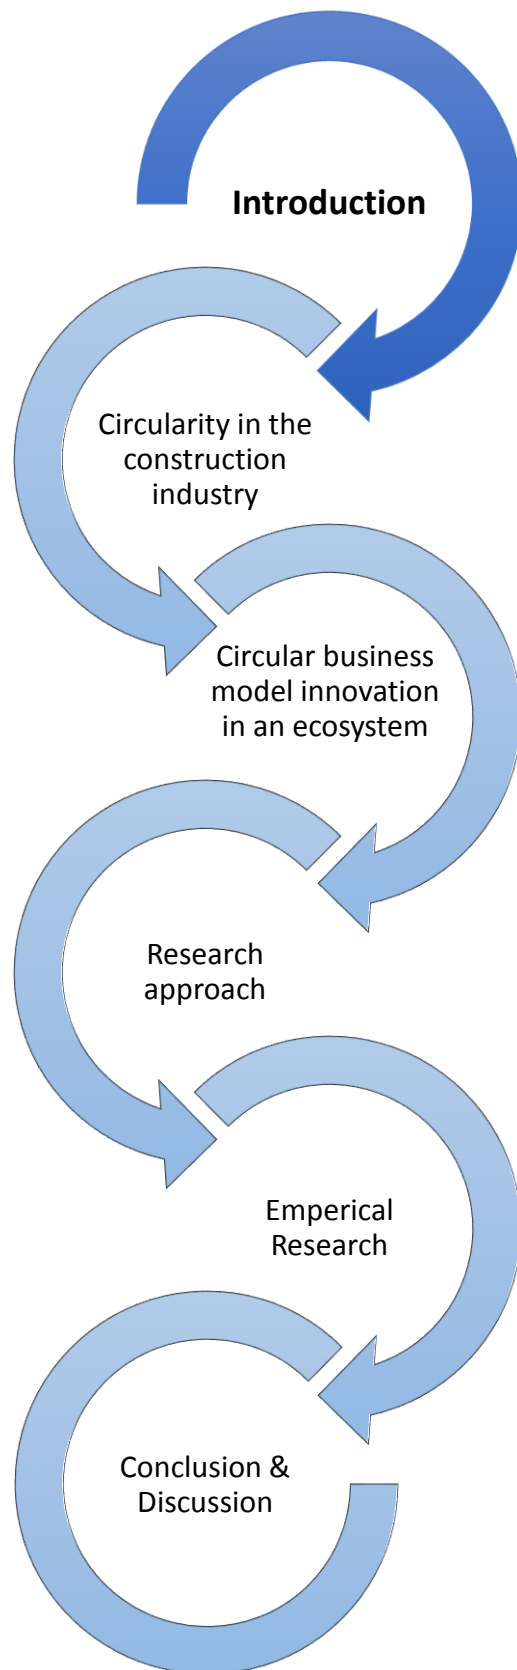 Introduction
Circularity in the
construction
industry
Circular business
model innovation
in an ecosystem
Research
approach
Emperical
Research
Conclusion &
Discussion